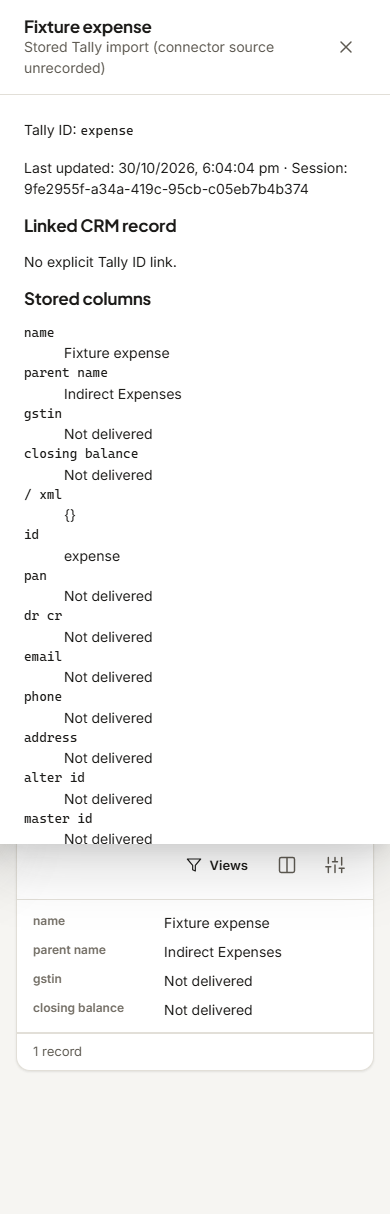 Fixture expense
Stored Tally import (connector source
unrecorded)
Tally ID: expense
Last updated: 30/10/2026, 6:04:04 pm · Session:
9fe2955f-a34a-419c-95cb-c05eb7b4b374
Linked CRM record
No explicit Tally ID link.
Stored columns
name
Fixture expense
parent name
Indirect Expenses
gstin
Not delivered
closing balance
Not delivered
/ xml
{}
id
expense
pan
Not delivered
dr cr
Not delivered
email
Not delivered
phone
Not delivered
address
Not delivered
alter id
Not delivered
master id
Not delivered
Views
name Fixture expense
parent name Indirect Expenses
gstin Not delivered
closing balance Not delivered
1 record